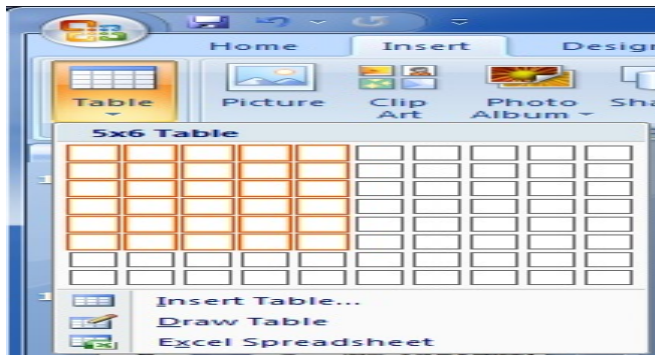 Home Insert Desig
Table Picture Clip Art Photo Album Sha
5x6 Table
Insert Table...
Draw Table
Excel Spreadsheet